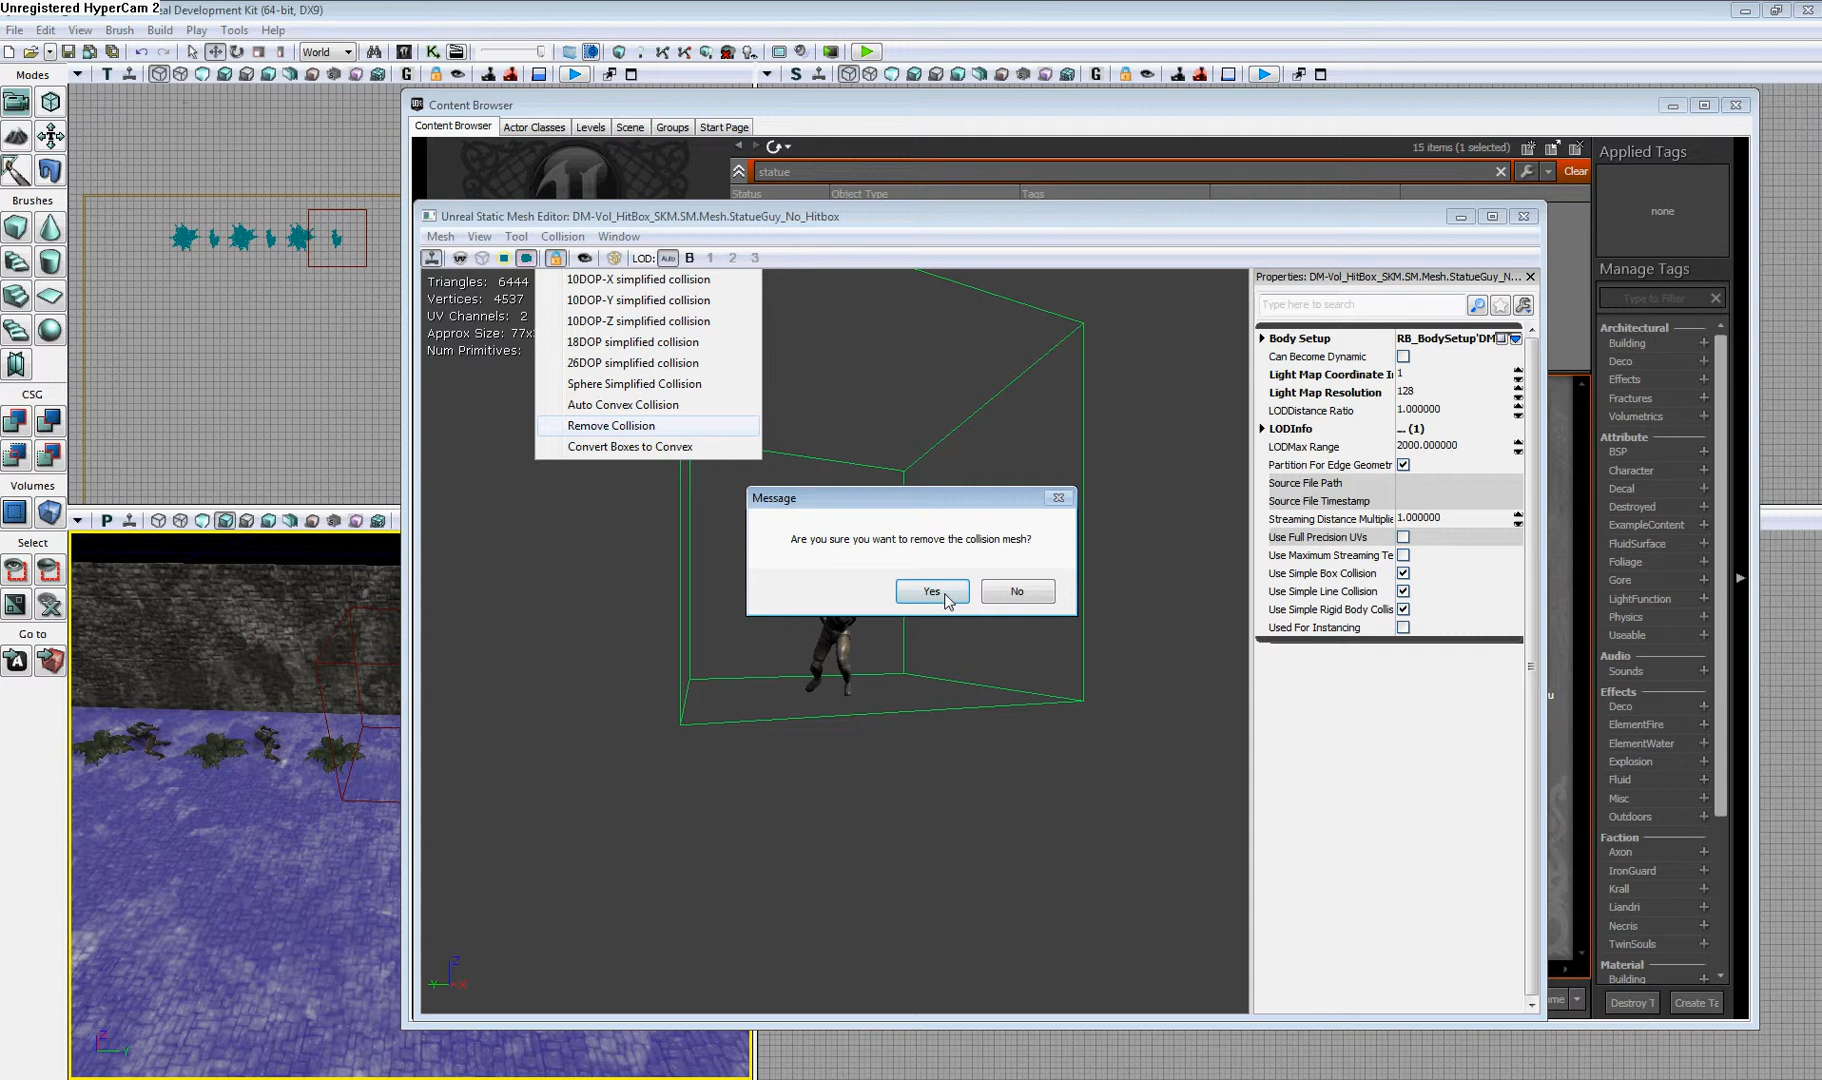 Unregistered HyperCam 2
al Development Kit (64-bit, DX9)
File Edit View Brush Build Play Tools Help
World
Modes
T
G
S
G
Content Browser
Content Browser Actor Classes Levels Scene Groups Start Page
15 items (1 selected)
statue
Clear
Status Object Type Tags
Applied Tags
none
Brushes
Unreal Static Mesh Editor: DM-Vol_HitBox_SKM.SM.Mesh.StatueGuy_No_Hitbox
Mesh View Tool Collision Window
LOD: Auto B 1 2 3
Triangles: 6444
Vertices: 4537
UV Channels: 2
Approx Size: 77x
Num Primitives:
10DOP-X simplified collision
10DOP-Y simplified collision
10DOP-Z simplified collision
18DOP simplified collision
26DOP simplified collision
Sphere Simplified Collision
Auto Convex Collision
Remove Collision
Convert Boxes to Convex
Message
Are you sure you want to remove the collision mesh?
Yes No
Properties: DM-Vol_HitBox_SKM.SM.Mesh.StatueGuy_N...
Type here to search
Body Setup RB_BodySetup'DM
Can Become Dynamic
Light Map Coordinate I 1
Light Map Resolution 128
LODDistance Ratio 1.000000
LODInfo ... (1)
LODMax Range 2000.000000
Partition For Edge Geometr
Source File Path
Source File Timestamp
Streaming Distance Multiplie 1.000000
Use Full Precision UVs
Use Maximum Streaming Te
Use Simple Box Collision
Use Simple Line Collision
Use Simple Rigid Body Collis
Used For Instancing
Manage Tags
Type to Filter
Architectural
Building
Deco
Effects
Fractures
Volumetrics
Attribute
BSP
Character
Decal
Destroyed
ExampleContent
FluidSurface
Foliage
Gore
LightFunction
Physics
Useable
Audio
Sounds
Effects
Deco
ElementFire
ElementWater
Explosion
Fluid
Misc
Outdoors
Faction
Axon
IronGuard
Krall
Liandri
Necris
TwinSouls
Material
Building
Destroy T Create Ta
u
ame
CSG
Volumes
P
Select
Go to
Z
Y
X
Z
Y